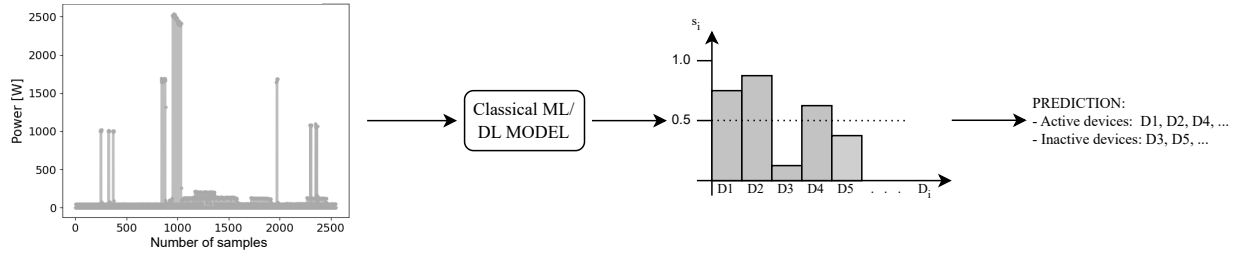 2500
2000
1500
1000
500
0
Power [W]
0 500 1000 1500 2000 2500
Number of samples
Classical ML/
DL MODEL
s_i
1.0
0.5
D1 D2 D3 D4 D5 . . . D_i
PREDICTION:
- Active devices: D1, D2, D4, ...
- Inactive devices: D3, D5, ...